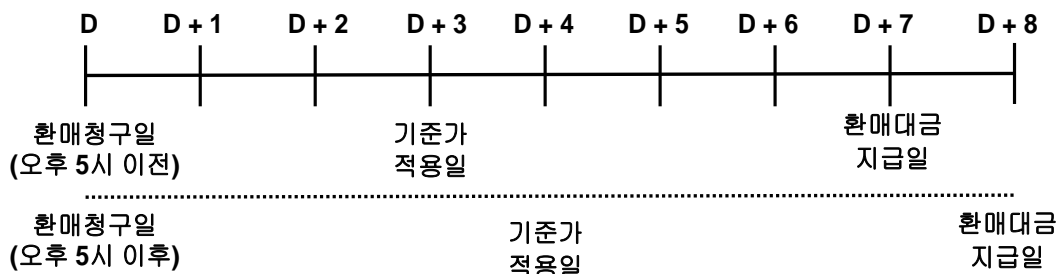 D D + 1 D + 2 D + 3 D + 4 D + 5 D + 6 D + 7 D + 8
환매청구일
(오후 5시 이전)
기준가
적용일
환매대금
지급일
환매청구일
(오후 5시 이후)
기준가
적용일
환매대금
지급일